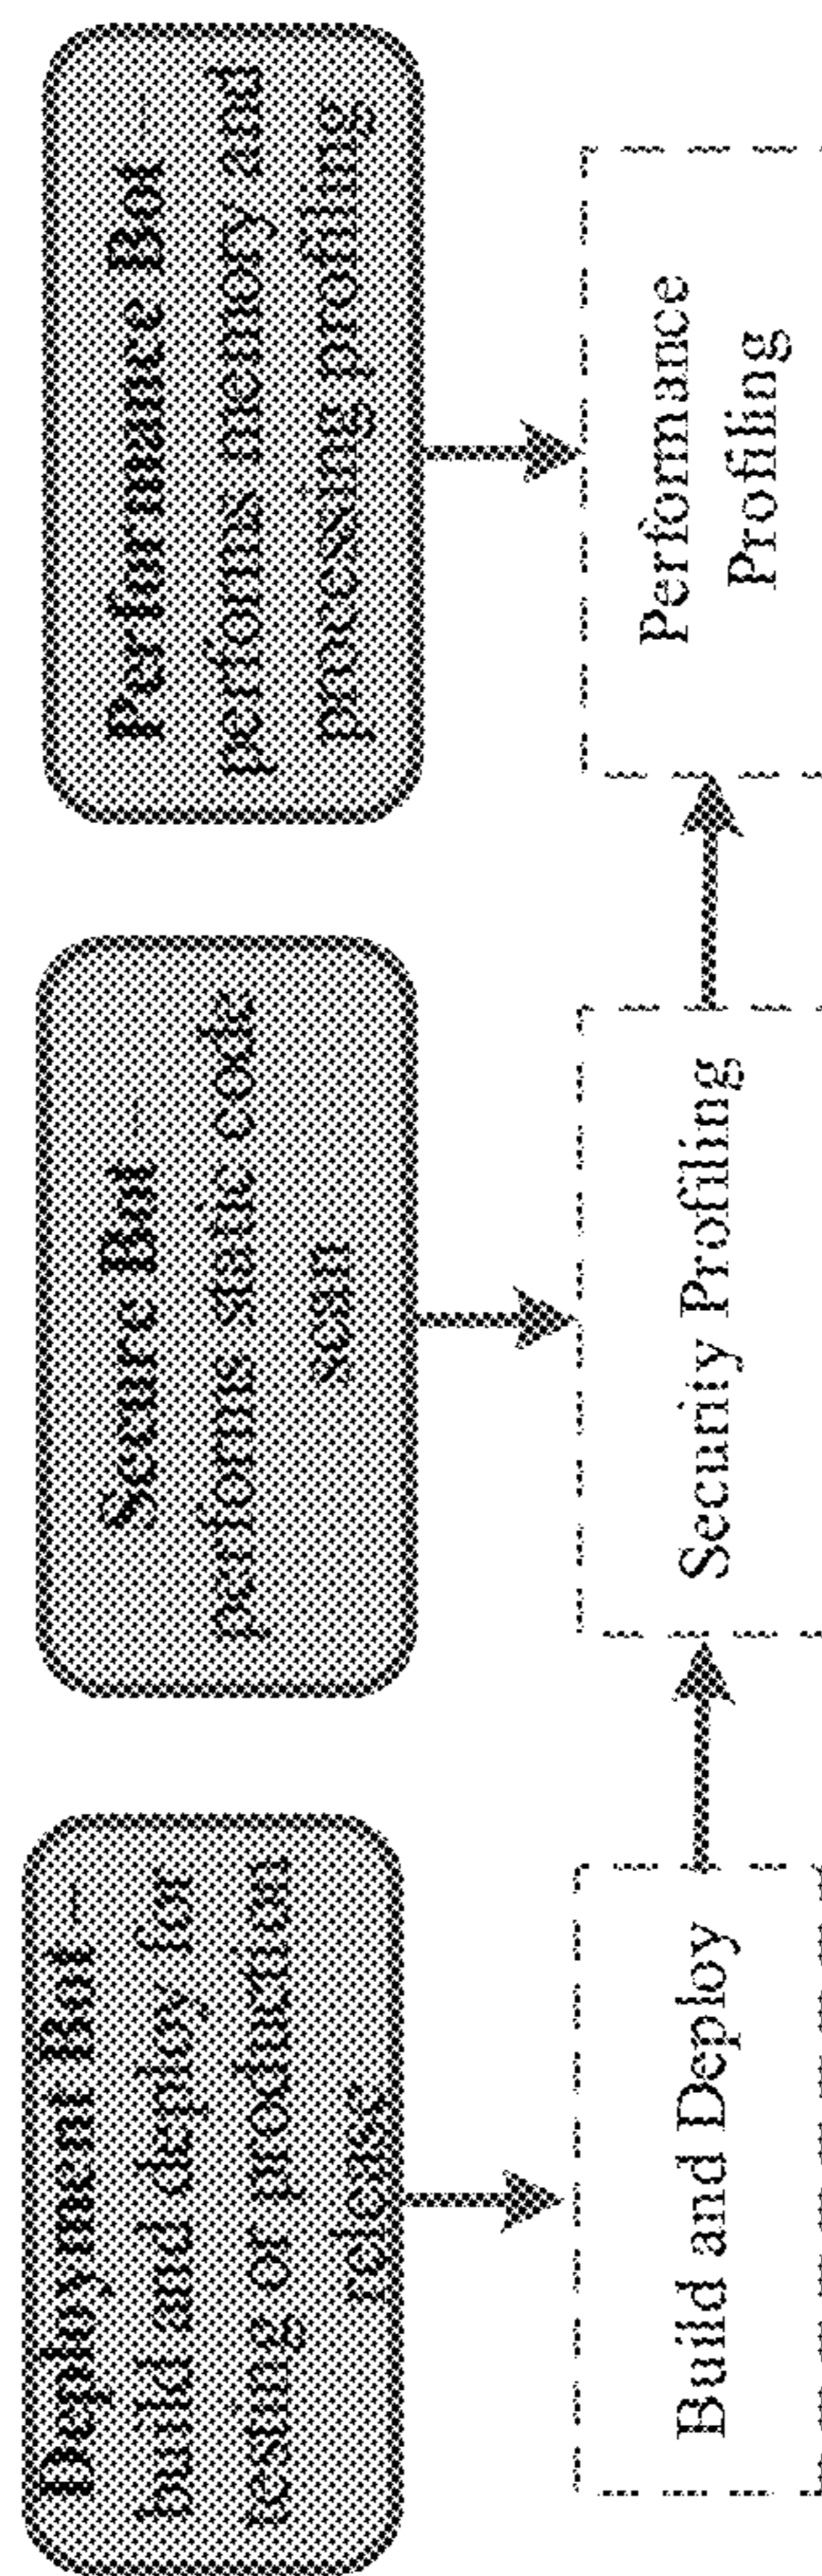 Deployment Bot –
build and deploy for
testing or production
release
Secure Bot –
performs static code
scan
Performance Bot –
performs memory and
processing profiling
Build and Deploy
Security Profiling
Performance
Profiling